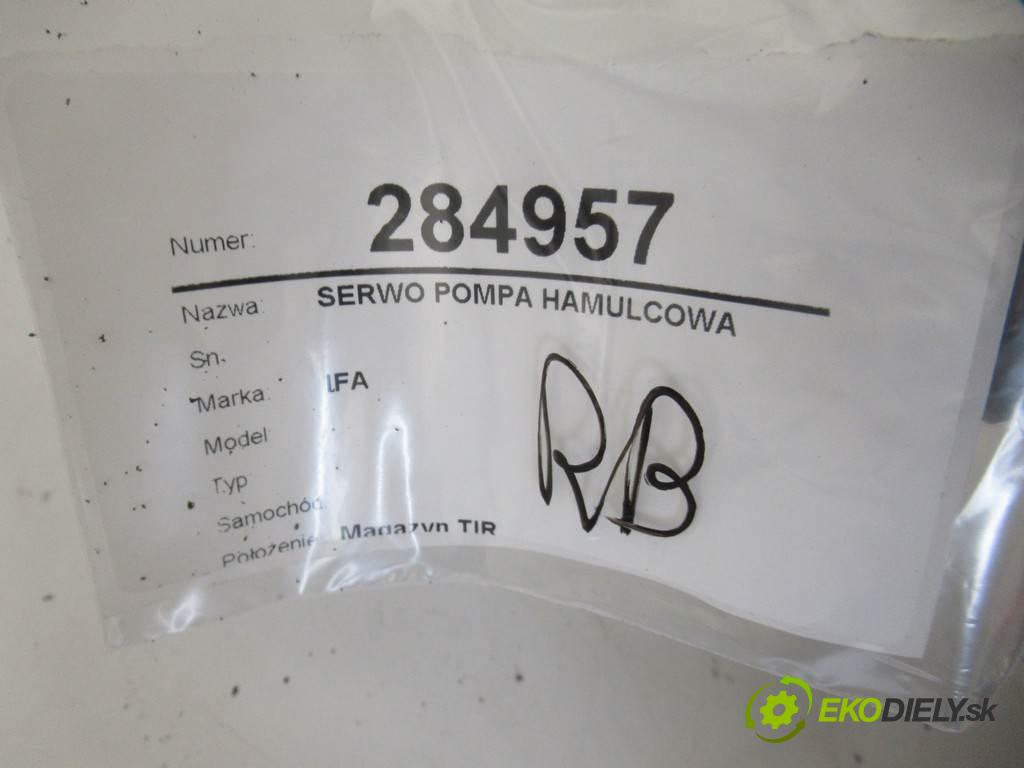 Numer: 284957
Nazwa: SERWO POMPA HAMULCOWA
Sn.
Marka: IFA
Model
Typ
Samochód
Położenie Magazyn TIR
RB
EKODIELY.sk